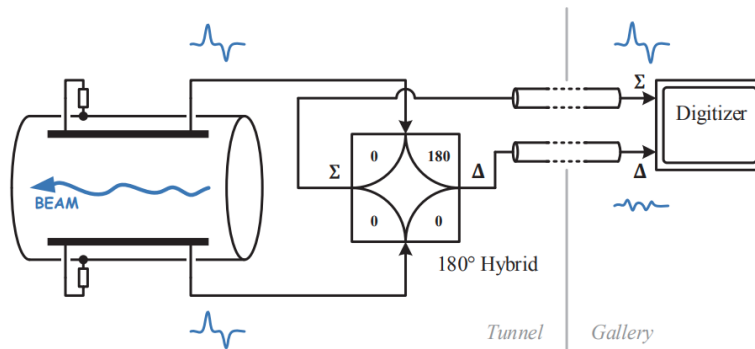 Σ
Digitizer
0
180
Σ
Δ
Δ
BEAM
0
0
180° Hybrid
Tunnel
Gallery